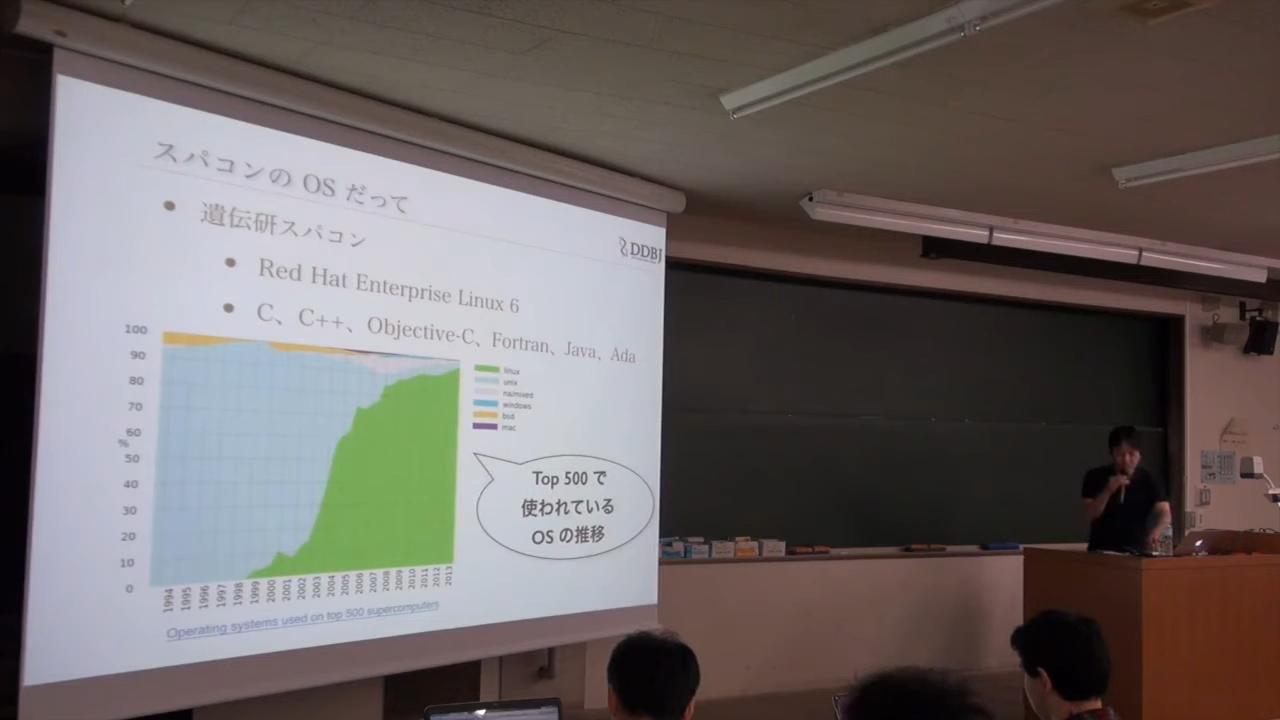 スパコンの OS だって
遺伝研スパコン
DDBJ
Red Hat Enterprise Linux 6
C、C++、Objective-C、Fortran、Java、Ada
100
90
80
70
60
%
50
40
30
20
10
0
1994 1995 1996 1997 1998 1999 2000 2001 2002 2003 2004 2005 2006 2007 2008 2009 2010 2011 2012 2013
linux
unix
na/mixed
windows
bsd
mac
Top 500 で
使われている
OS の推移
Operating systems used on top 500 supercomputers